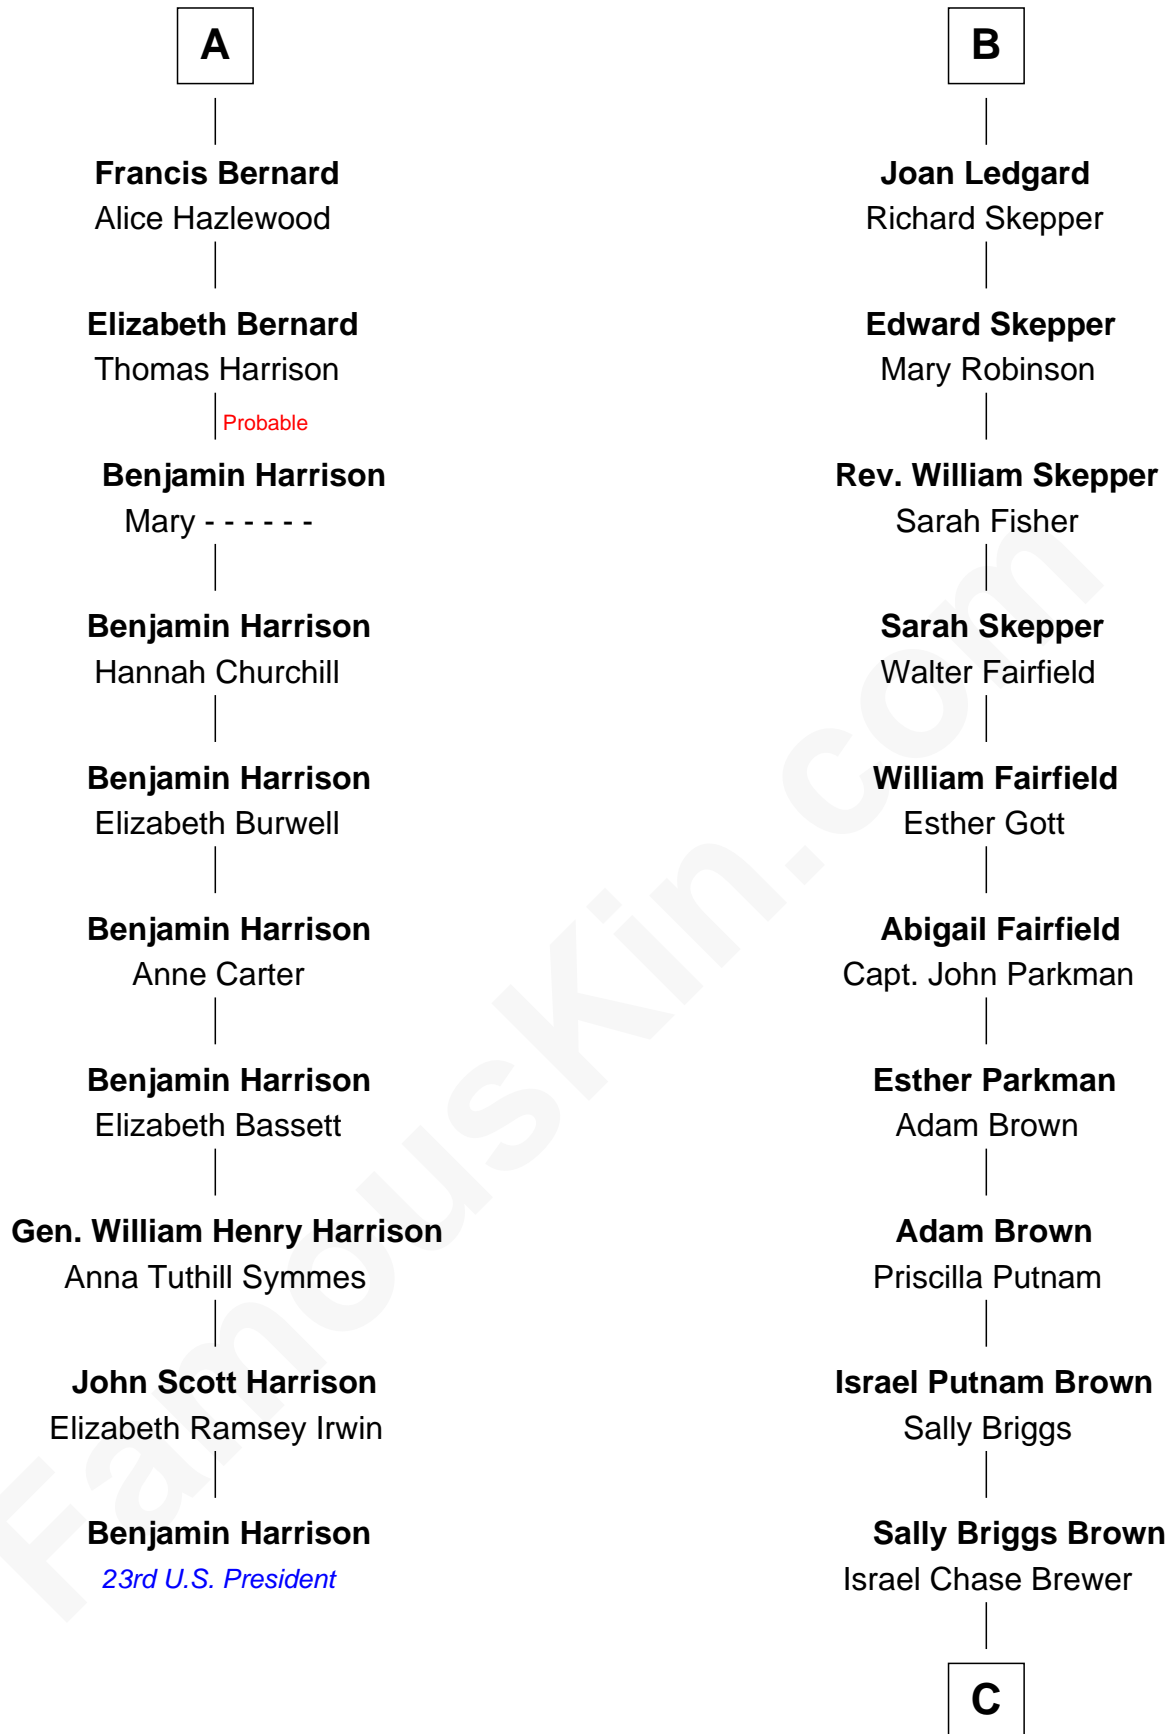 A
Francis Bernard
Alice Hazlewood
Elizabeth Bernard
Thomas Harrison
Probable
Benjamin Harrison
Mary - - - - - -
Benjamin Harrison
Hannah Churchill
Benjamin Harrison
Elizabeth Burwell
Benjamin Harrison
Anne Carter
Benjamin Harrison
Elizabeth Bassett
Gen. William Henry Harrison
Anna Tuthill Symmes
John Scott Harrison
Elizabeth Ramsey Irwin
Benjamin Harrison
23rd U.S. President
B
Joan Ledgard
Richard Skepper
Edward Skepper
Mary Robinson
Rev. William Skepper
Sarah Fisher
Sarah Skepper
Walter Fairfield
William Fairfield
Esther Gott
Abigail Fairfield
Capt. John Parkman
Esther Parkman
Adam Brown
Adam Brown
Priscilla Putnam
Israel Putnam Brown
Sally Briggs
Sally Briggs Brown
Israel Chase Brewer
C
FamousKin.com